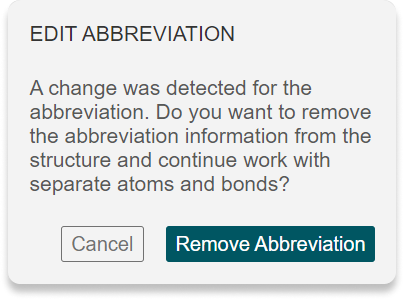 EDIT ABBREVIATION
A change was detected for the
abbreviation. Do you want to remove
the abbreviation information from the
structure and continue work with
separate atoms and bonds?
Cancel
Remove Abbreviation